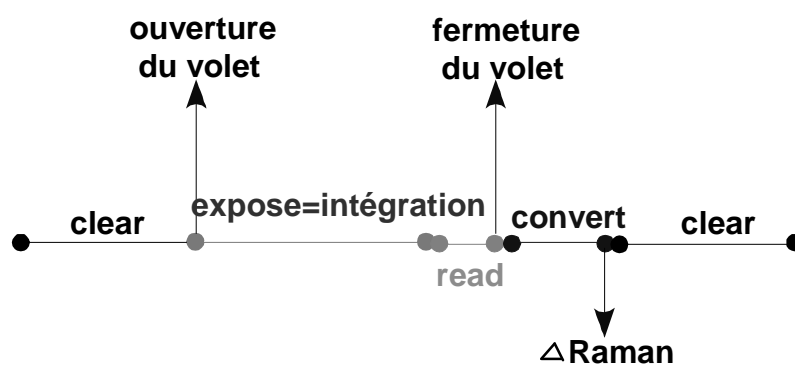 ouverture
du volet
fermeture
du volet
clear
expose=intégration
read
convert
clear
△ Raman